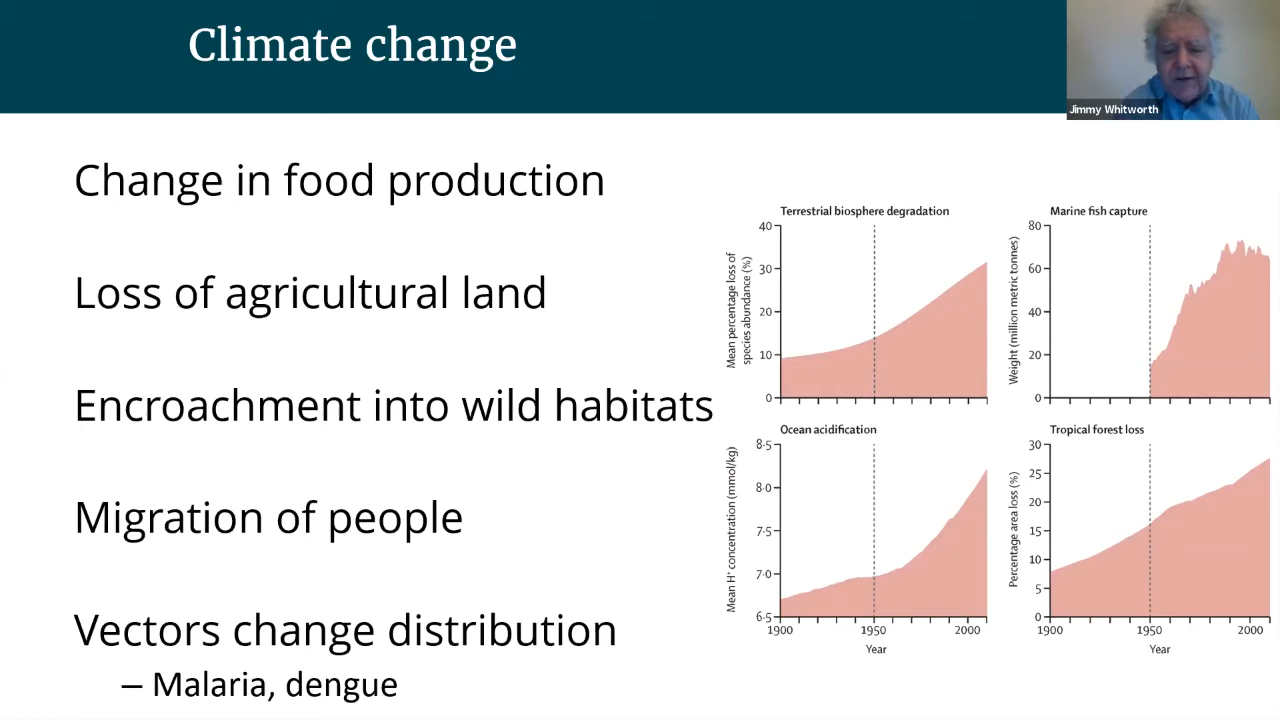 Climate change
Jimmy Whitworth
Change in food production
Loss of agricultural land
Encroachment into wild habitats
Migration of people
Vectors change distribution
– Malaria, dengue
Terrestrial biosphere degradation
Mean percentage loss of
species abundance (%)
40
30
20
10
0
Marine fish capture
Weight (million metric tonnes)
80
60
40
20
0
Ocean acidification
Mean H⁺ concentration (mmol/kg)
8·5
8·0
7·5
7·0
6·5
1900
1950
2000
Year
Tropical forest loss
Percentage area loss (%)
30
25
20
15
10
5
0
1900
1950
2000
Year